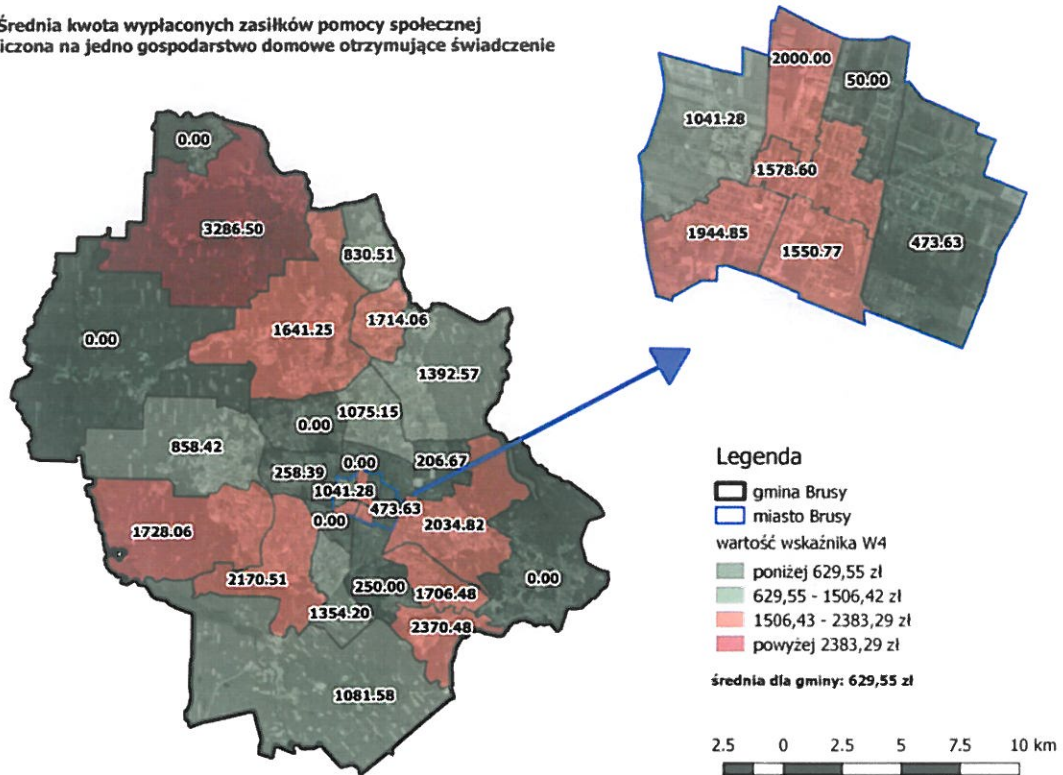 Średnia kwota wypłaconych zasiłków pomocy społecznej
iczona na jedno gospodarstwo domowe otrzymujące świadczenie
2000.00
50.00
1041.28
1578.60
1944.85
1550.77
473.63
0.00
3286.50
830.51
1714.06
1641.25
0.00
1392.57
1075.15
0.00
858.42
0.00
206.67
258.39
1041.28
473.63
0.00
2034.82
1728.06
2170.51
250.00
1706.48
0.00
1354.20
2370.48
1081.58
Legenda
gmina Brusy
miasto Brusy
wartość wskaźnika W4
poniżej 629,55 zł
629,55 - 1506,42 zł
1506,43 - 2383,29 zł
powyżej 2383,29 zł
średnia dla gminy: 629,55 zł
2.5 0 2.5 5 7.5 10 km